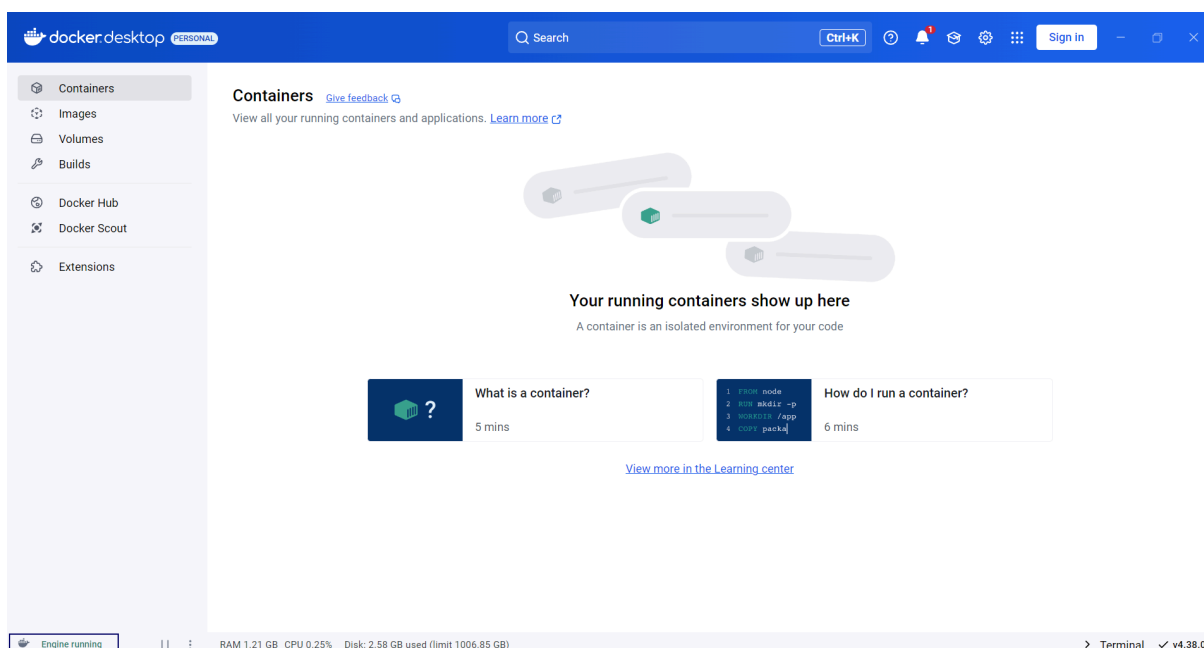 docker.desktop PERSONAL
Search
Ctrl+K
1
Sign in
Containers
Images
Volumes
Builds
Docker Hub
Docker Scout
Extensions
Containers Give feedback
View all your running containers and applications. Learn more
Your running containers show up here
A container is an isolated environment for your code
?
What is a container?
5 mins
1 FROM node
2 RUN mkdir -p
3 WORKDIR /app
4 COPY packa
How do I run a container?
6 mins
View more in the Learning center
Engine running
RAM 1.21 GB CPU 0.25% Disk: 2.58 GB used (limit 1006.85 GB)
Terminal
v4.38.0